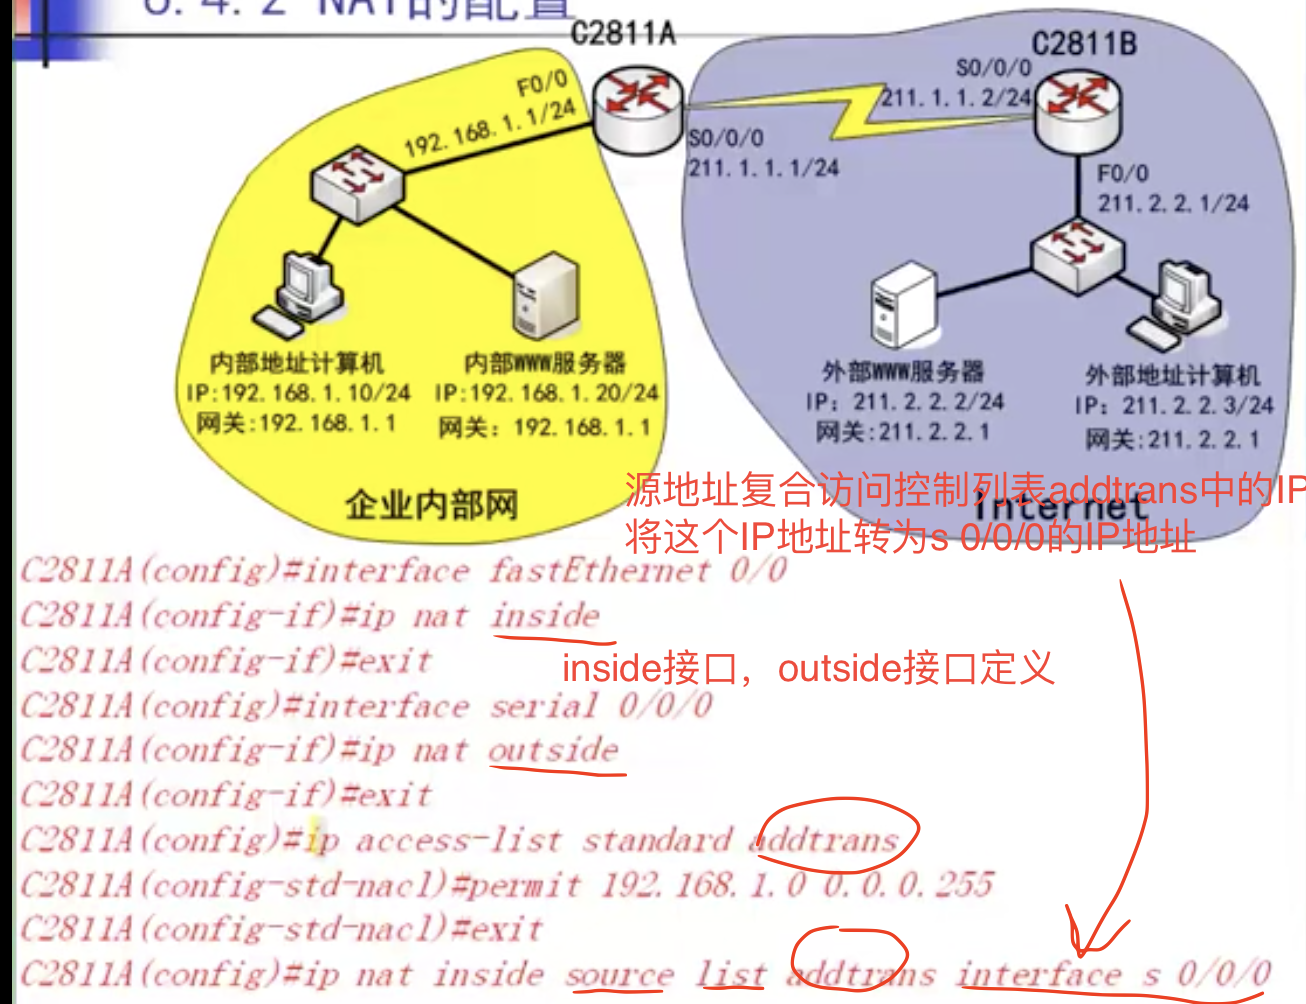 8.4.2 NAT的配置
C2811A
C2811B
F0/0
192.168.1.1/24
S0/0/0
211.1.1.2/24
S0/0/0
211.1.1.1/24
F0/0
211.2.2.1/24
内部地址计算机
IP:192.168.1.10/24
网关:192.168.1.1
内部WWW服务器
IP:192.168.1.20/24
网关: 192.168.1.1
外部WWW服务器
IP: 211.2.2.2/24
网关:211.2.2.1
外部地址计算机
IP: 211.2.2.3/24
网关:211.2.2.1
企业内部网
Internet
源地址复合访问控制列表addtrans中的IP
将这个IP地址转为s 0/0/0的IP地址
C2811A(config)#interface fastEthernet 0/0
C2811A(config-if)#ip nat inside
C2811A(config-if)#exit
inside接口，outside接口定义
C2811A(config)#interface serial 0/0/0
C2811A(config-if)#ip nat outside
C2811A(config-if)#exit
C2811A(config)#ip access-list standard addtrans
C2811A(config-std-nacl)#permit 192.168.1.0 0.0.0.255
C2811A(config-std-nacl)#exit
C2811A(config)#ip nat inside source list addtrans interface s 0/0/0